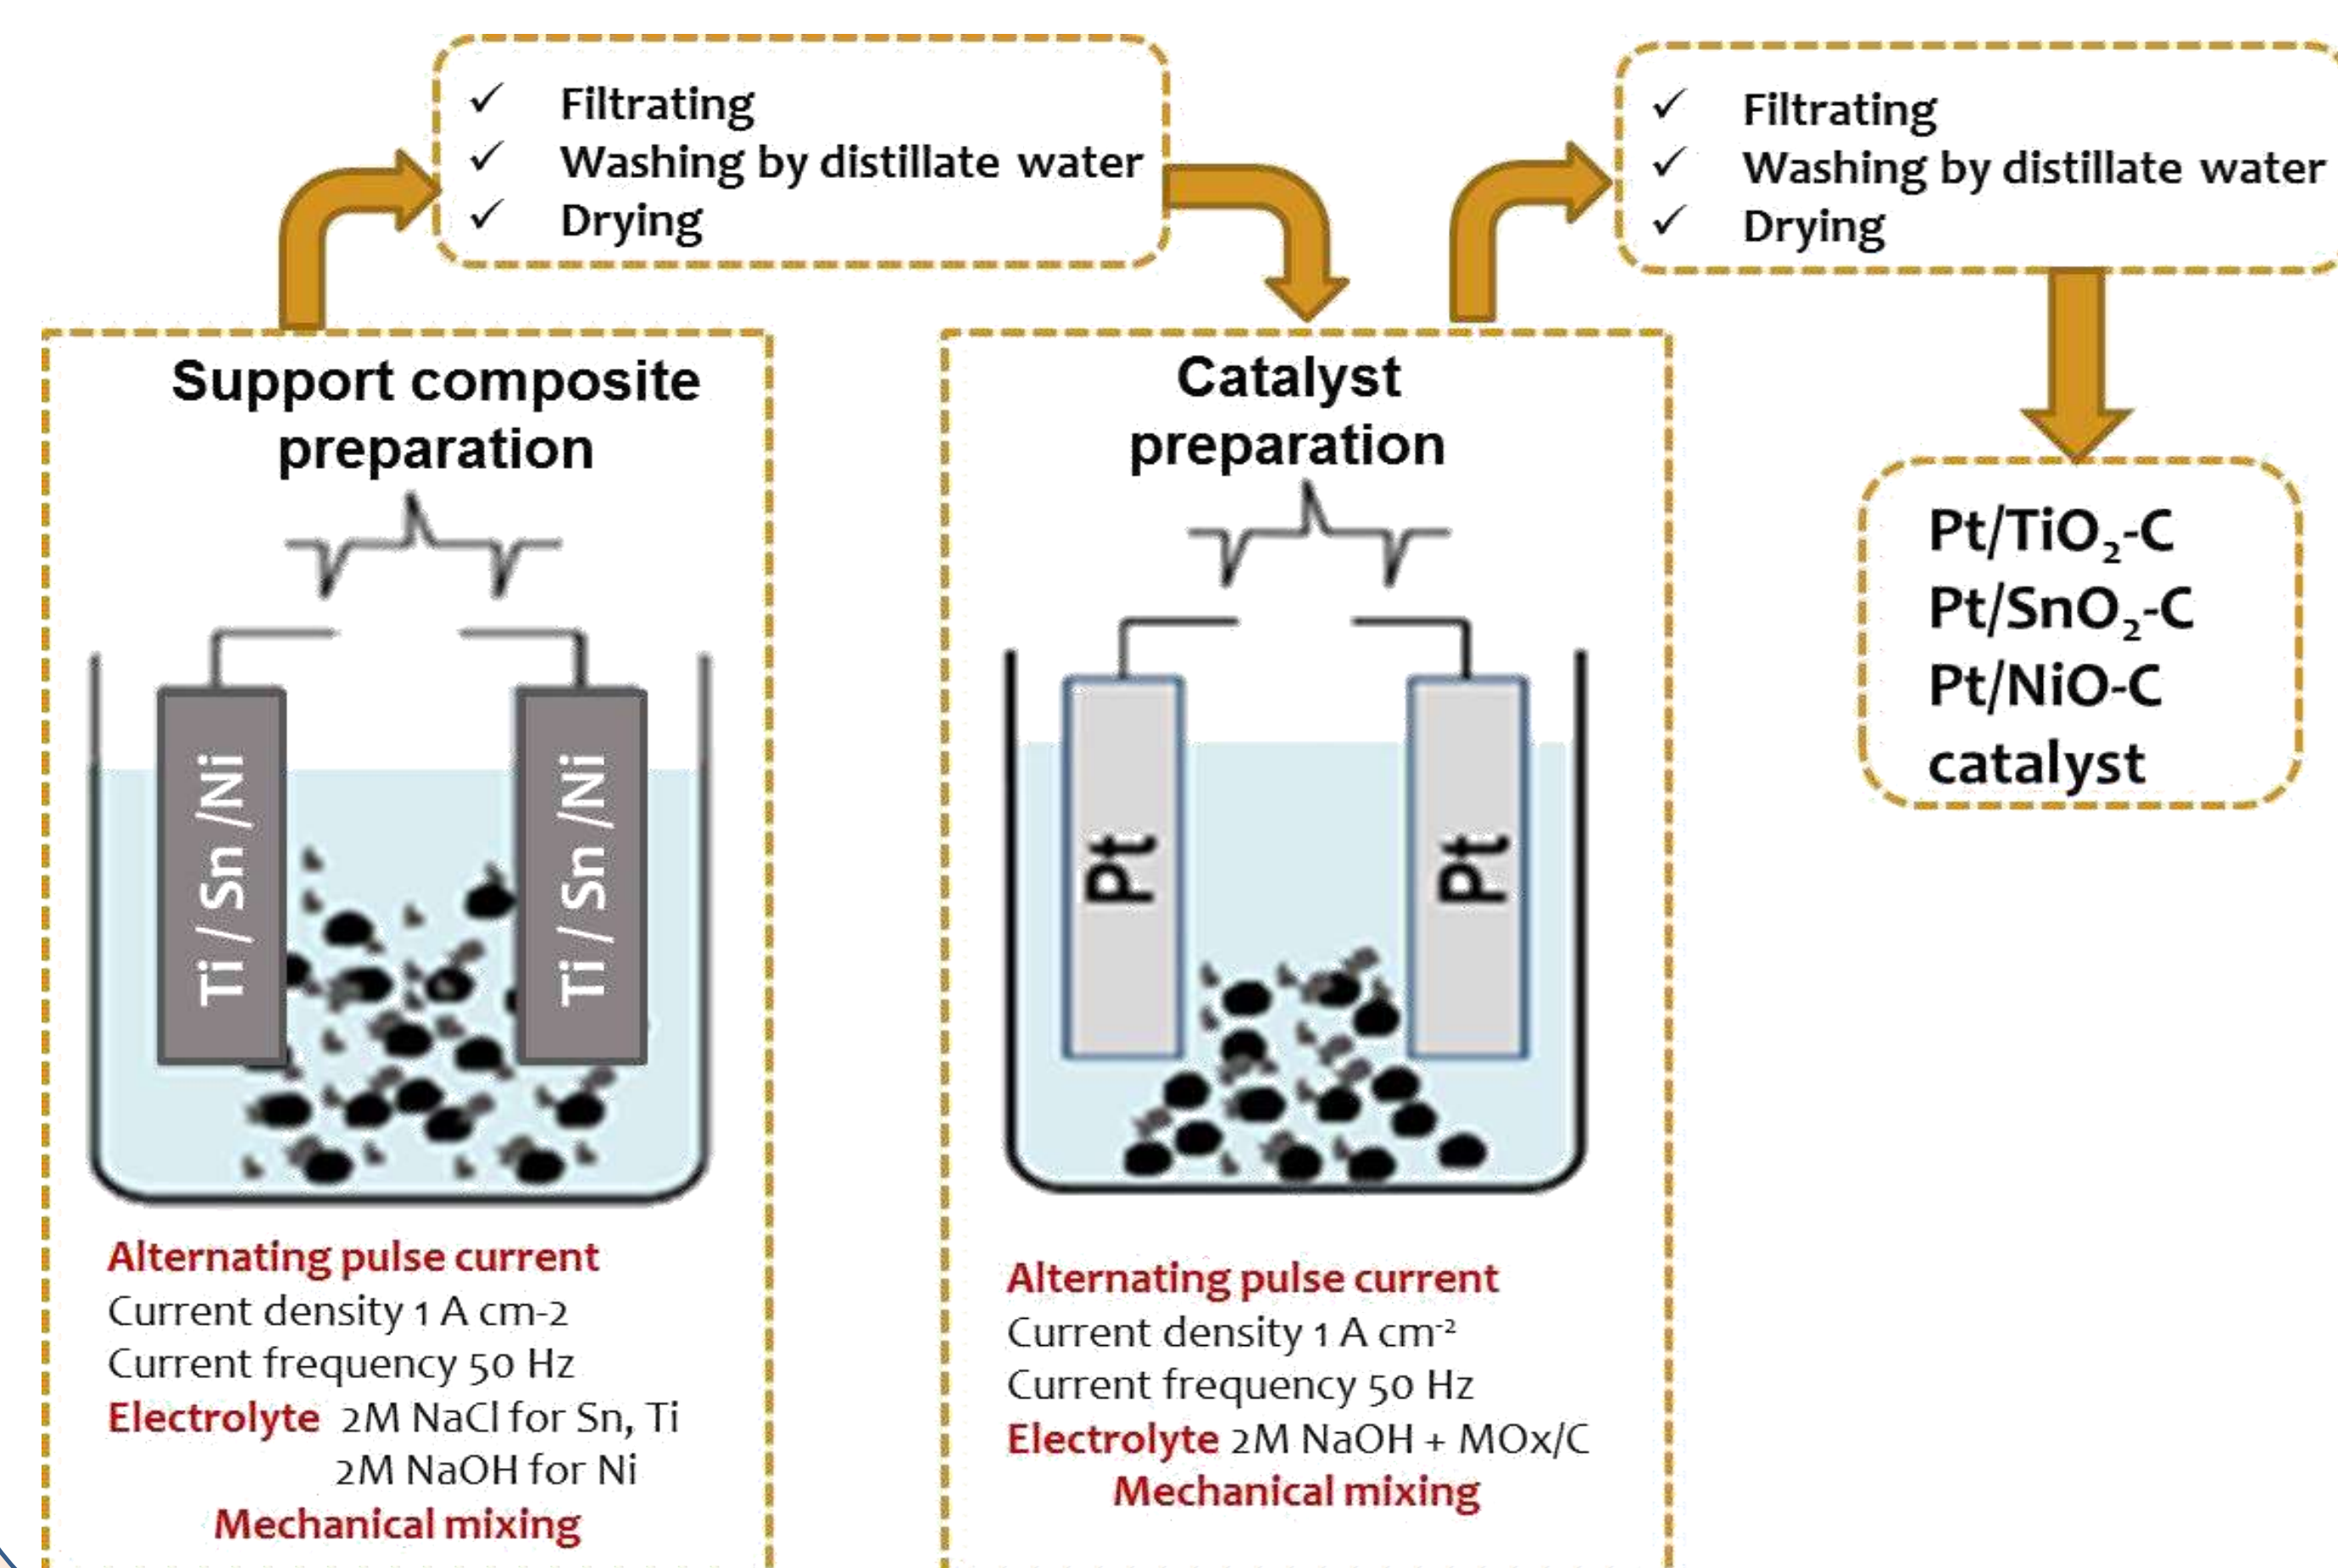 ✓ Filtrating
✓ Washing by distillate water
✓ Drying
✓ Filtrating
✓ Washing by distillate water
✓ Drying
Support composite
preparation
Ti / Sn /Ni
Ti / Sn /Ni
Alternating pulse current
Current density 1 A cm-2
Current frequency 50 Hz
Electrolyte 2M NaCl for Sn, Ti
2M NaOH for Ni
Mechanical mixing
Catalyst
preparation
Pt
Pt
Alternating pulse current
Current density 1 A cm⁻²
Current frequency 50 Hz
Electrolyte 2M NaOH + MOx/C
Mechanical mixing
Pt/TiO₂-C
Pt/SnO₂-C
Pt/NiO-C
catalyst